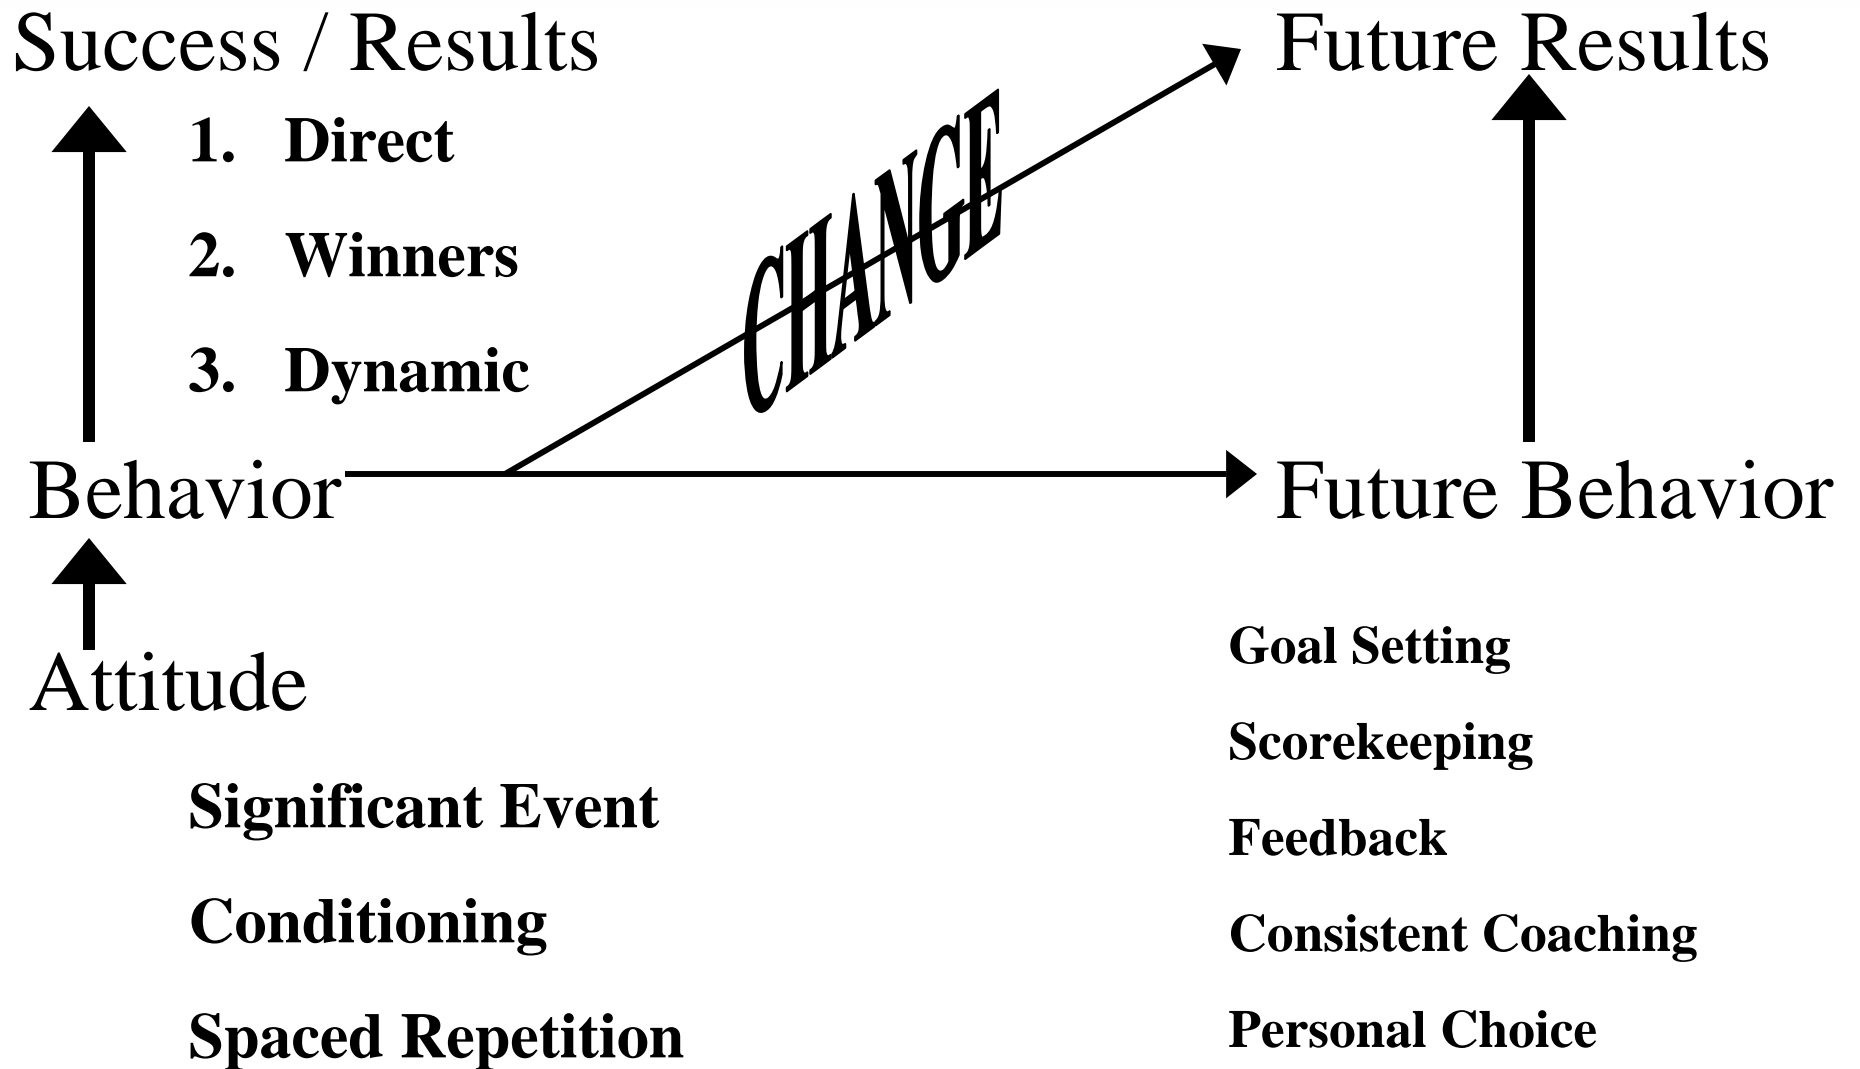 Success / Results
1. Direct
2. Winners
3. Dynamic
CHANGE
Future Results
Behavior
Future Behavior
Attitude
Significant Event
Conditioning
Spaced Repetition
Goal Setting
Scorekeeping
Feedback
Consistent Coaching
Personal Choice